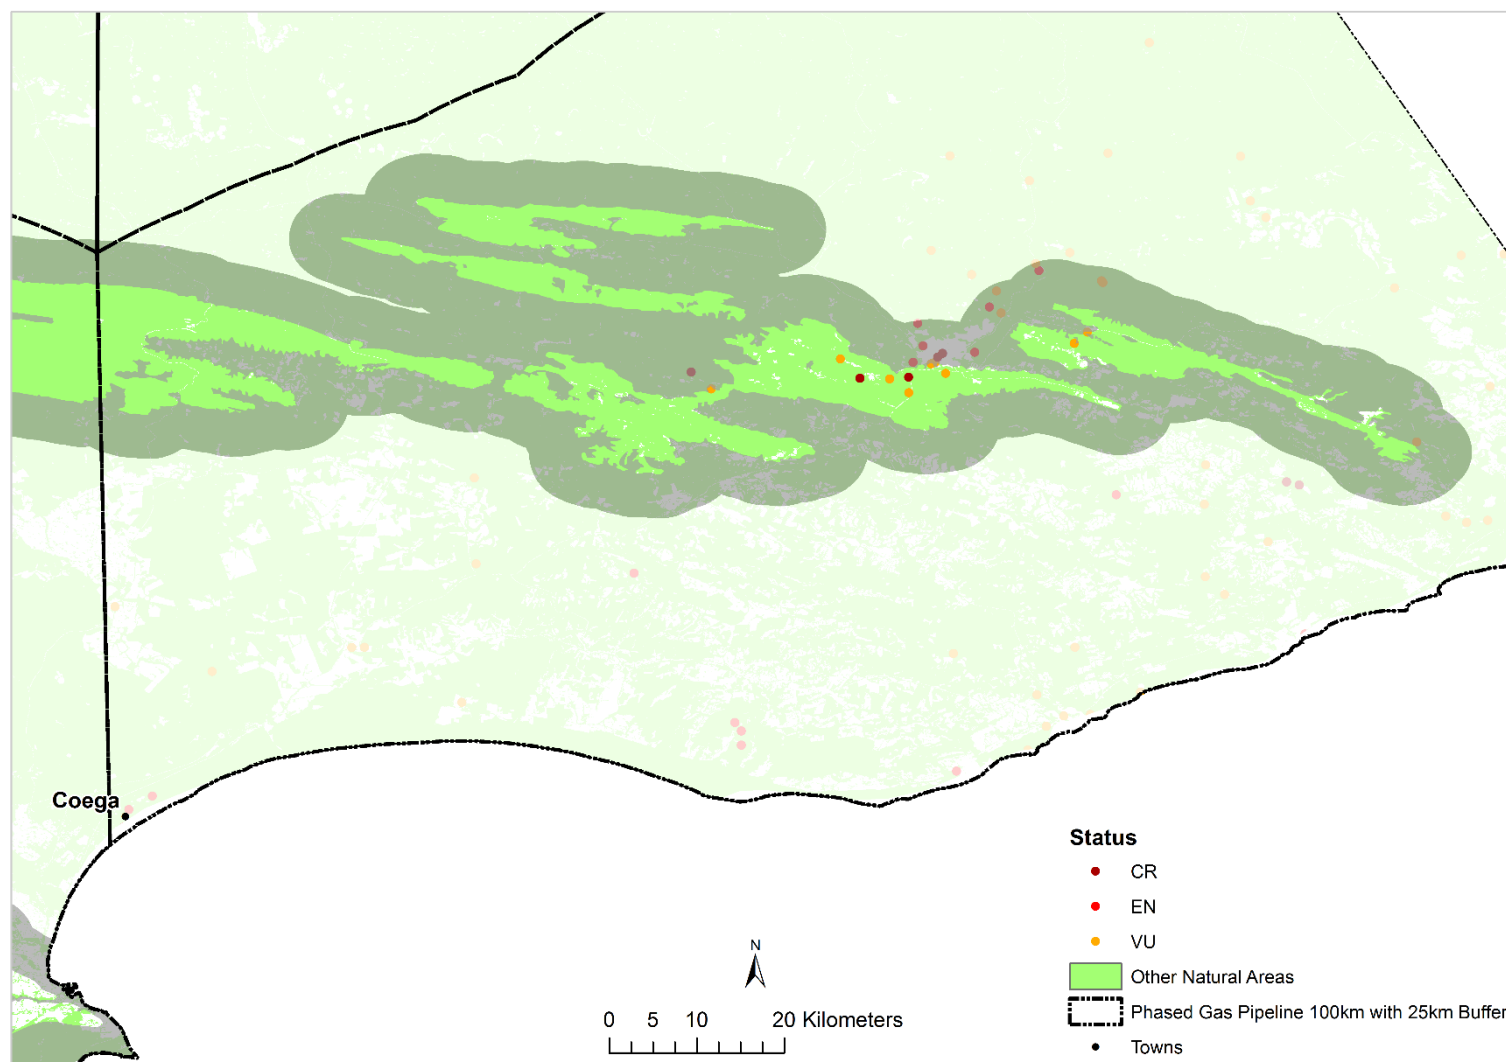 Coega
Status
CR
EN
VU
Other Natural Areas
Phased Gas Pipeline 100km with 25km Buffer
Towns
N
0 5 10 20 Kilometers